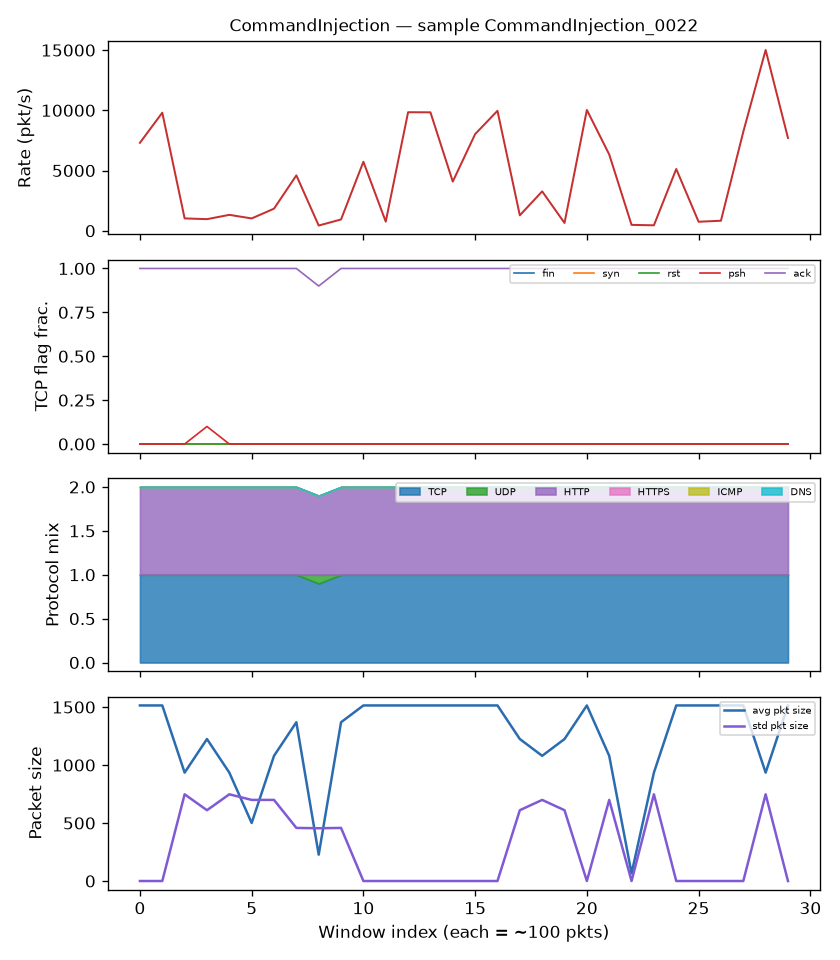 CommandInjection — sample CommandInjection_0022
Rate (pkt/s)
15000
10000
5000
0
TCP flag frac.
1.00
0.75
0.50
0.25
0.00
fin syn rst psh ack
Protocol mix
2.0
1.5
1.0
0.5
0.0
TCP UDP HTTP HTTPS ICMP DNS
Packet size
1500
1000
500
0
avg pkt size
std pkt size
0 5 10 15 20 25 30
Window index (each = ~100 pkts)